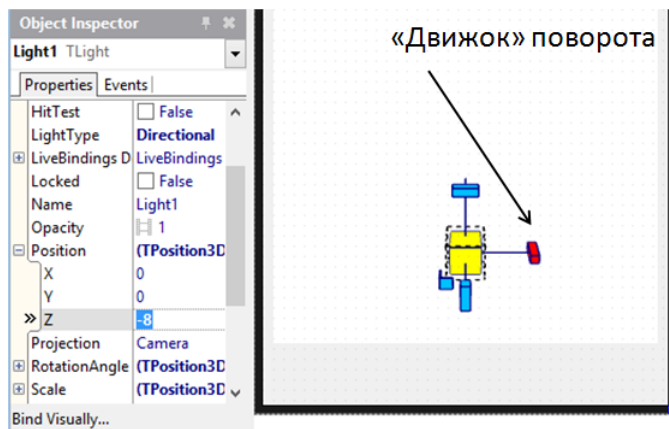 Object Inspector
Light1 TLight
Properties Events
HitTest False
LightType Directional
LiveBindings D LiveBindings
Locked False
Name Light1
Opacity 1
Position (TPosition3D
X 0
Y 0
Z -8
Projection Camera
RotationAngle (TPosition3D
Scale (TPosition3D
Bind Visually...
«Движок» поворота